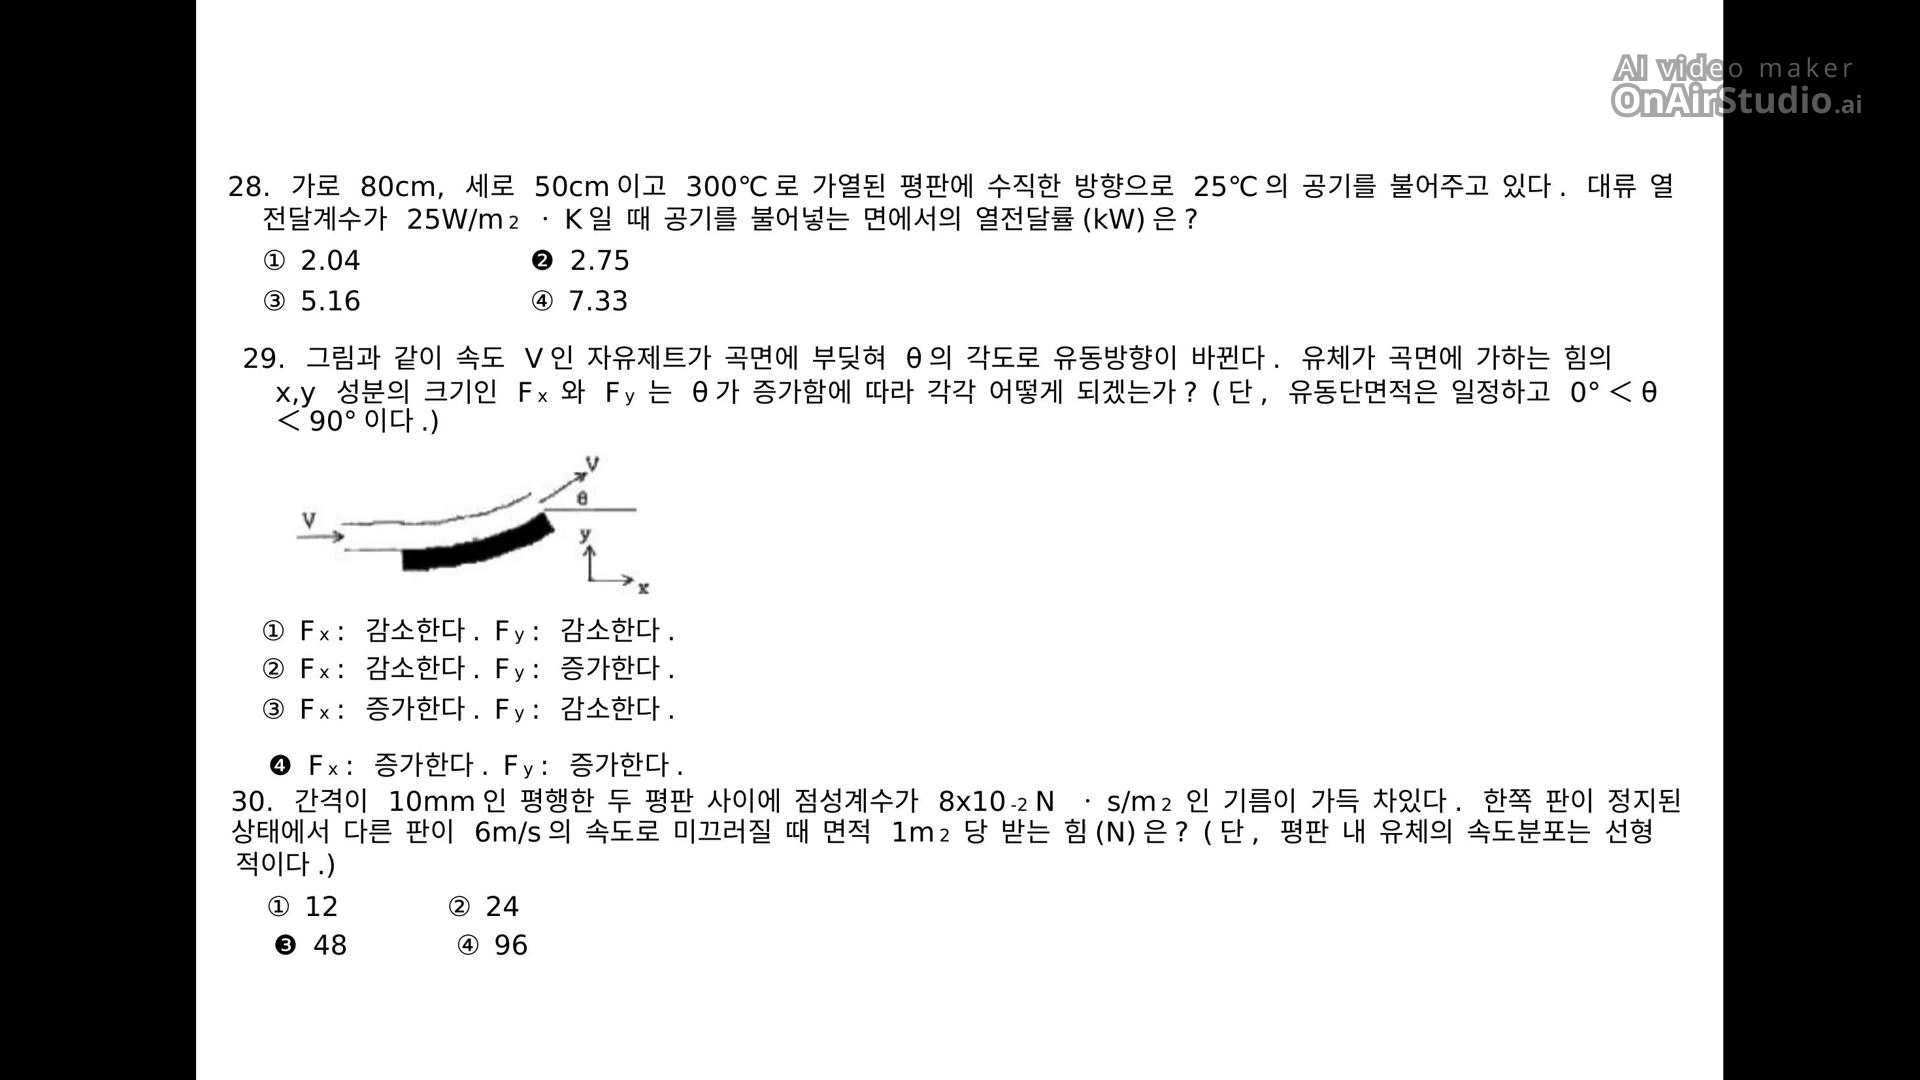 AI video maker
OnAirStudio.ai
28. 가로 80cm, 세로 50cm이고 300℃로 가열된 평판에 수직한 방향으로 25℃의 공기를 불어주고 있다. 대류 열
전달계수가 25W/m2 · K일 때 공기를 불어넣는 면에서의 열전달률(kW)은?
① 2.04 ❷ 2.75
③ 5.16 ④ 7.33
29. 그림과 같이 속도 V인 자유제트가 곡면에 부딪혀 θ의 각도로 유동방향이 바뀐다. 유체가 곡면에 가하는 힘의
x,y 성분의 크기인 Fx와 Fy는 θ가 증가함에 따라 각각 어떻게 되겠는가? (단, 유동단면적은 일정하고 0°<θ
<90°이다.)
V
θ
V
y
x
① Fx: 감소한다. Fy: 감소한다.
② Fx: 감소한다. Fy: 증가한다.
③ Fx: 증가한다. Fy: 감소한다.
❹ Fx: 증가한다. Fy: 증가한다.
30. 간격이 10mm인 평행한 두 평판 사이에 점성계수가 8x10-2N · s/m2인 기름이 가득 차있다. 한쪽 판이 정지된
상태에서 다른 판이 6m/s의 속도로 미끄러질 때 면적 1m2당 받는 힘(N)은? (단, 평판 내 유체의 속도분포는 선형
적이다.)
① 12 ② 24
❸ 48 ④ 96